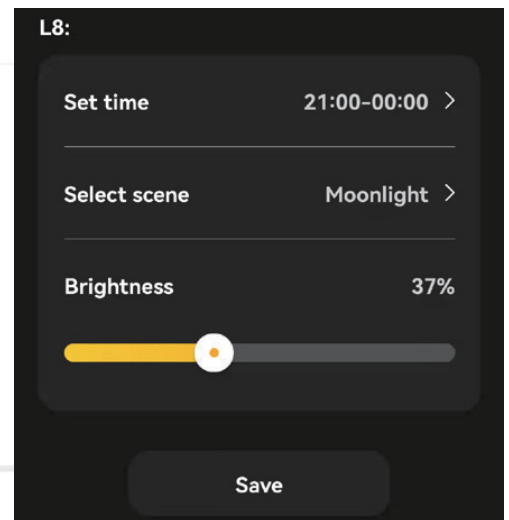 L8:
Set time 21:00-00:00 >
Select scene Moonlight >
Brightness 37%
Save